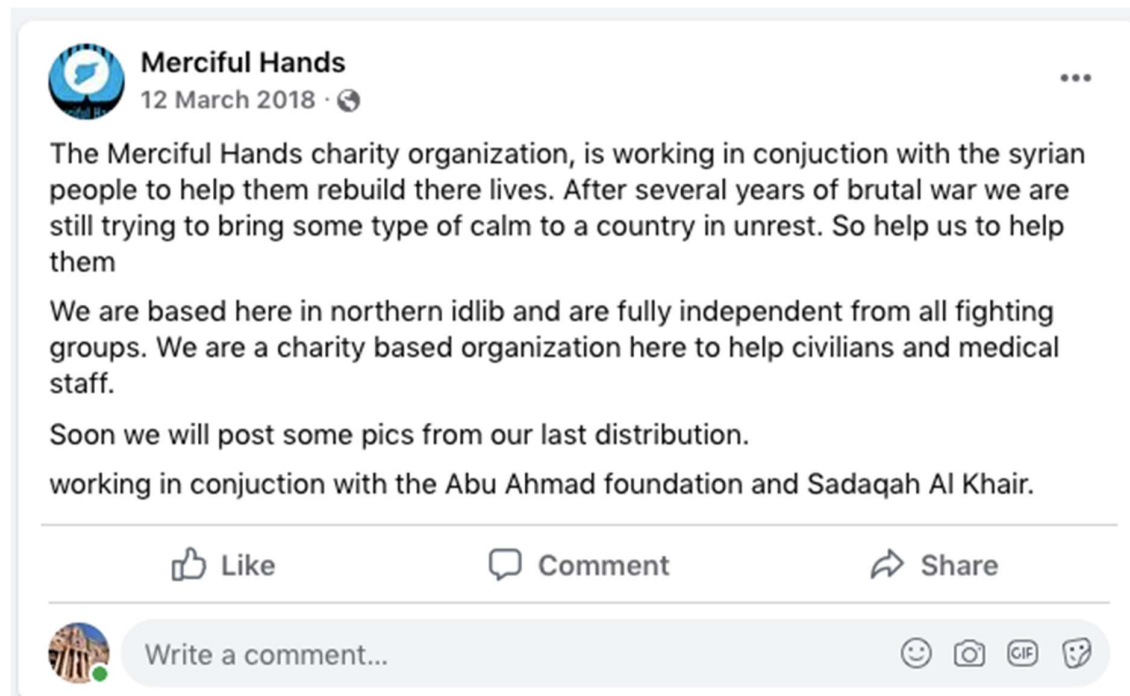 Merciful Hands
12 March 2018 ·
The Merciful Hands charity organization, is working in conjuction with the syrian
people to help them rebuild there lives. After several years of brutal war we are
still trying to bring some type of calm to a country in unrest. So help us to help
them
We are based here in northern idlib and are fully independent from all fighting
groups. We are a charity based organization here to help civilians and medical
staff.
Soon we will post some pics from our last distribution.
working in conjuction with the Abu Ahmad foundation and Sadaqah Al Khair.
Like
Comment
Share
Write a comment...
GIF